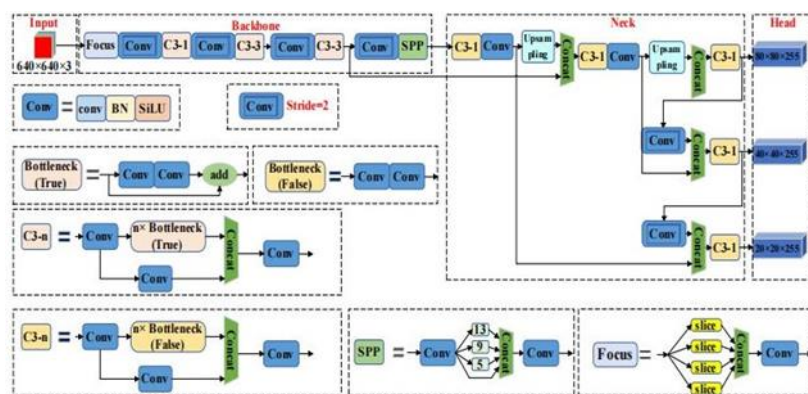 Input
Backbone
Neck
Head
640×640×3
Focus Conv C3-1 Conv C3-3 Conv C3-3 Conv SPP
C3-1 Conv Upsam pling Concat C3-1 Conv Upsam pling Concat C3-1 80×80×255
Conv Concat C3-1 40×40×255
Conv Concat C3-1 20×20×255
Conv = conv BN SiLU
Conv Stride=2
Bottleneck (True) = Conv Conv add
Bottleneck (False) = Conv Conv
C3-n = Conv n× Bottleneck (True) Concat Conv
Conv
C3-n = Conv n× Bottleneck (False) Concat Conv
Conv
SPP = Conv 13 9 5 Concat Conv
Focus = slice slice slice slice Concat Conv